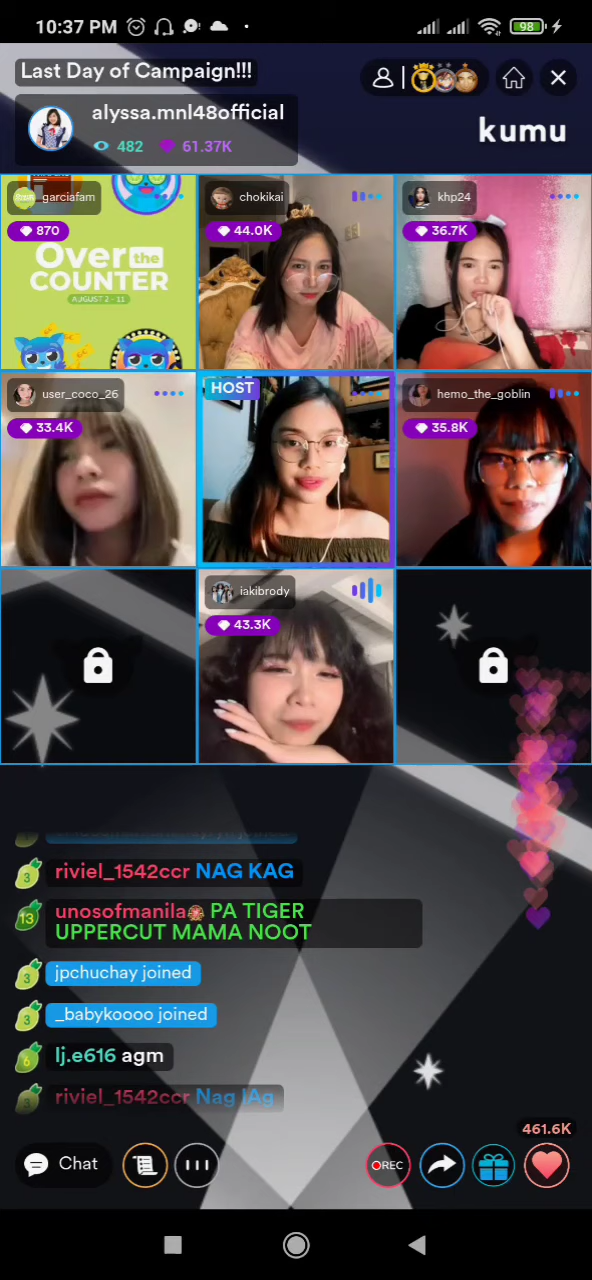 10:37 PM
98
Last Day of Campaign!!!
alyssa.mnl48official
482
61.37K
kumu
garciafam
870
Over the
COUNTER
AUGUST 2 - 11
chokikai
44.0K
khp24
36.7K
user_coco_26
33.4K
HOST
hemo_the_goblin
35.8K
iakibrody
43.3K
3 riviel_1542ccr NAG KAG
13 unosofmanila PA TIGER
UPPERCUT MAMA NOOT
3 jpchuchay joined
3 _babykoooo joined
6 lj.e616 agm
3 riviel_1542ccr Nag lAg
461.6K
Chat
REC